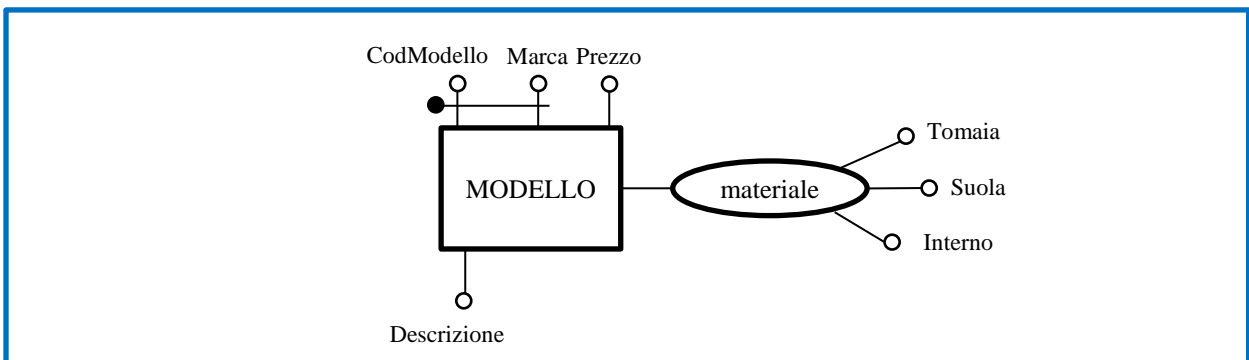 CodModello Marca Prezzo
Tomaia
MODELLO materiale Suola
Interno
Descrizione